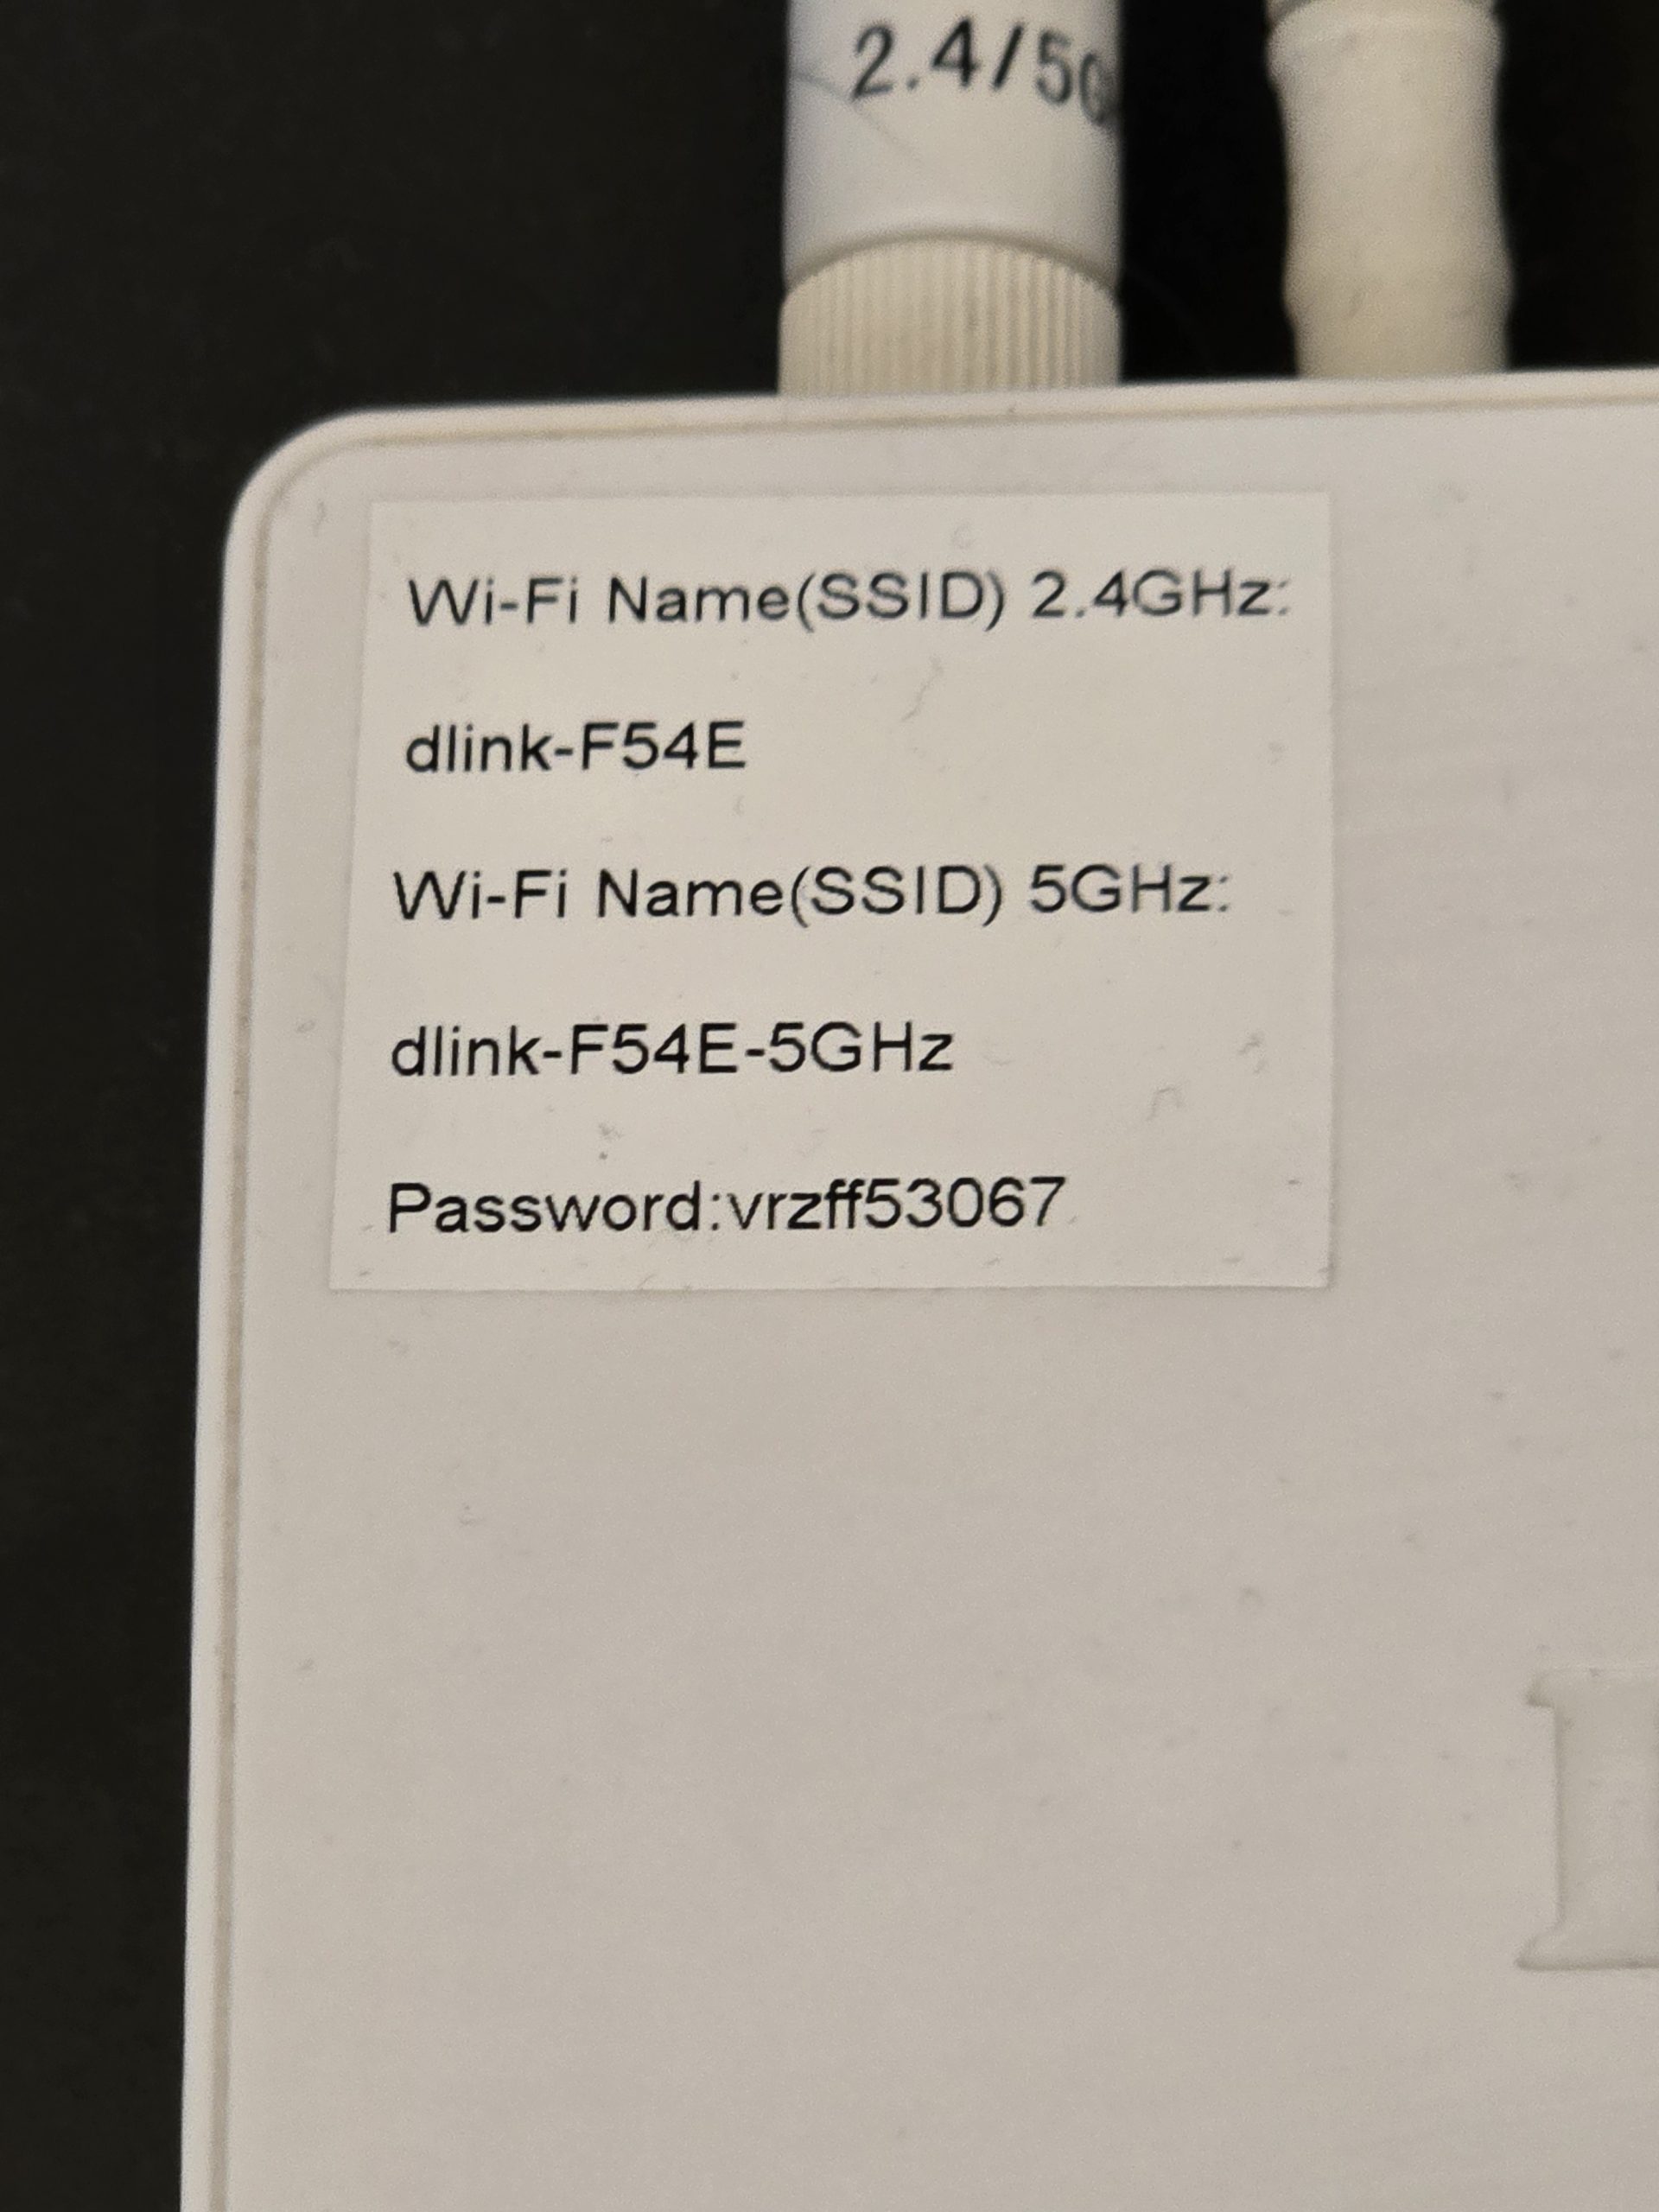 2.4/5G
Wi-Fi Name(SSID) 2.4GHz:
dlink-F54E
Wi-Fi Name(SSID) 5GHz:
dlink-F54E-5GHz
Password:vrzff53067